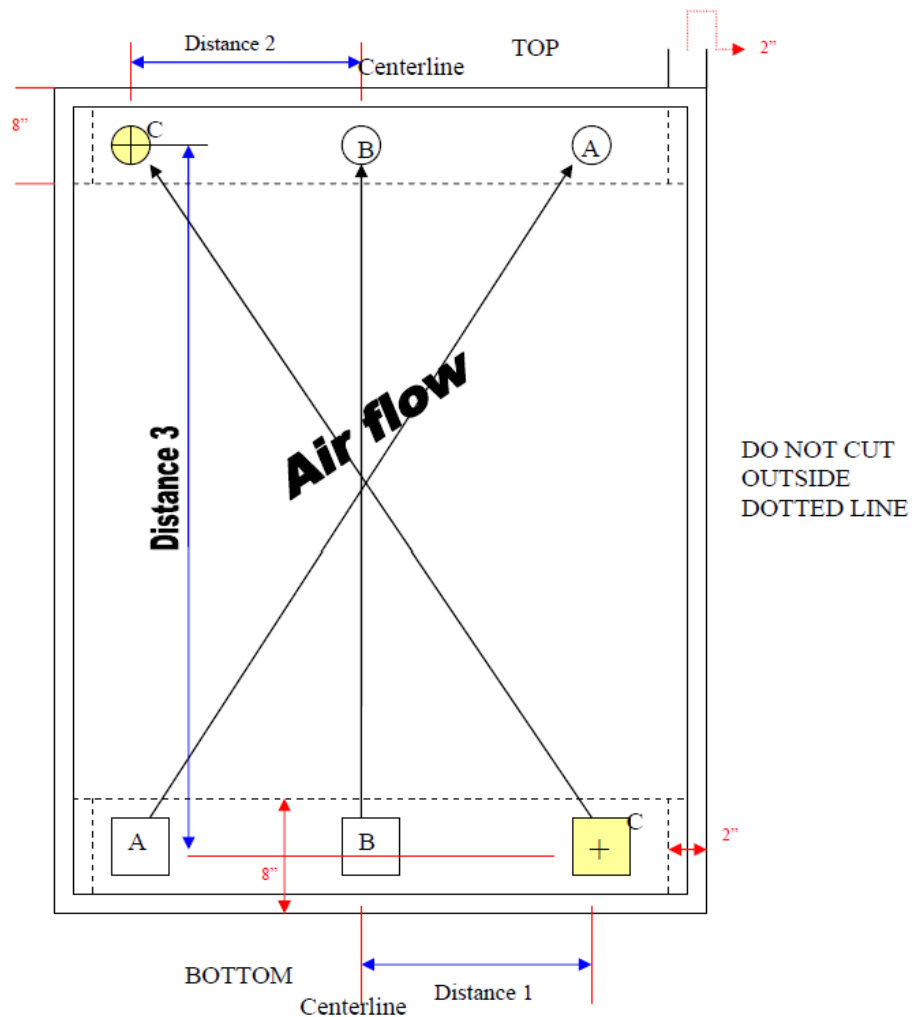 Distance 2
TOP
2”
Centerline
8”
C
B
A
Air flow
Distance 3
DO NOT CUT
OUTSIDE
DOTTED LINE
A
B
C
8”
2”
BOTTOM
Distance 1
Centerline